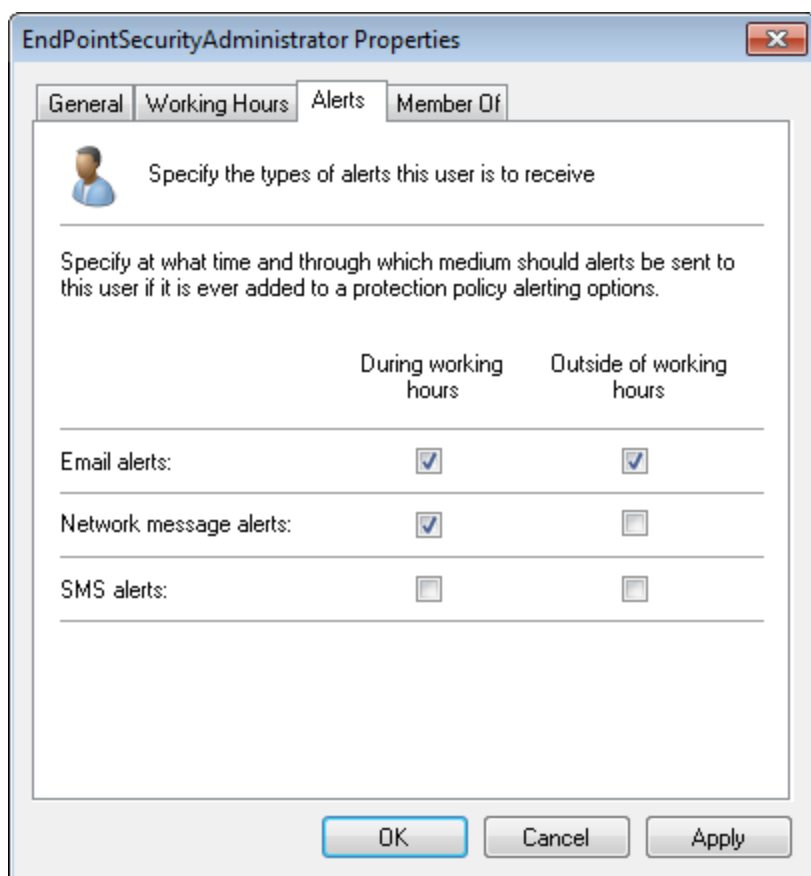 EndPointSecurityAdministrator Properties
General Working Hours Alerts Member Of
Specify the types of alerts this user is to receive
Specify at what time and through which medium should alerts be sent to
this user if it is ever added to a protection policy alerting options.
During working
hours
Outside of working
hours
Email alerts:
Network message alerts:
SMS alerts:
OK Cancel Apply